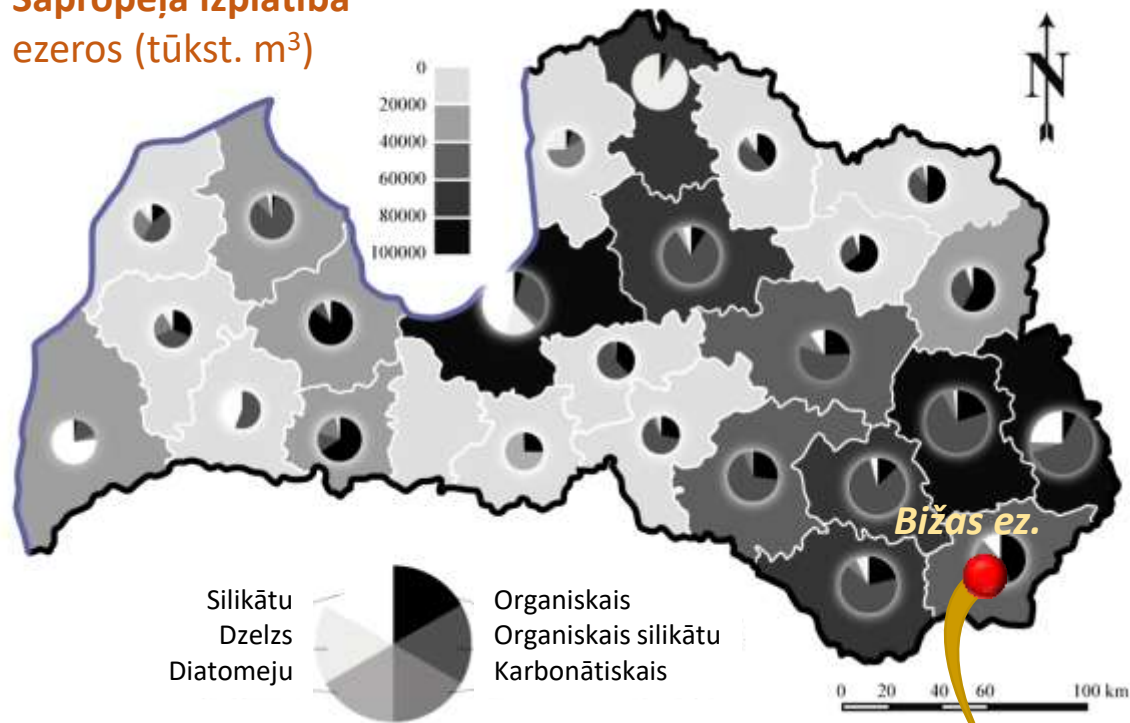 Sapropeļa izplatība
ezeros (tūkst. m³)
N
0
20000
40000
60000
80000
100000
Bižas ez.
Silikātu
Dzelzs
Diatomeju
Organiskais
Organiskais silikātu
Karbonātiskais
0 20 40 60 100 km